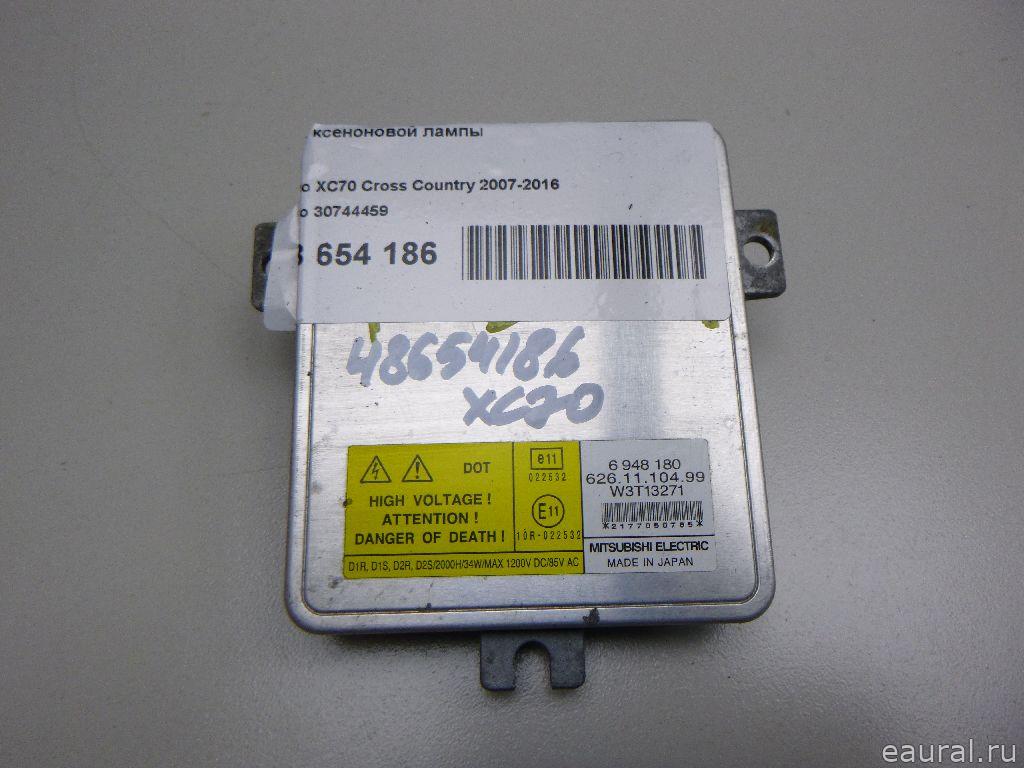 ксеноновой лампы
o XC70 Cross Country 2007-2016
o 30744459
8 654 186
48654186
XC70
DOT
HIGH VOLTAGE !
ATTENTION !
DANGER OF DEATH !
e11
022532
E11
10R-022532
D1R, D1S, D2R, D2S/2000H/34W/MAX 1200V DC/85V AC
6 948 180
626.11.104.99
W3T13271
*2177050785*
MITSUBISHI ELECTRIC
MADE IN JAPAN
eaural.ru